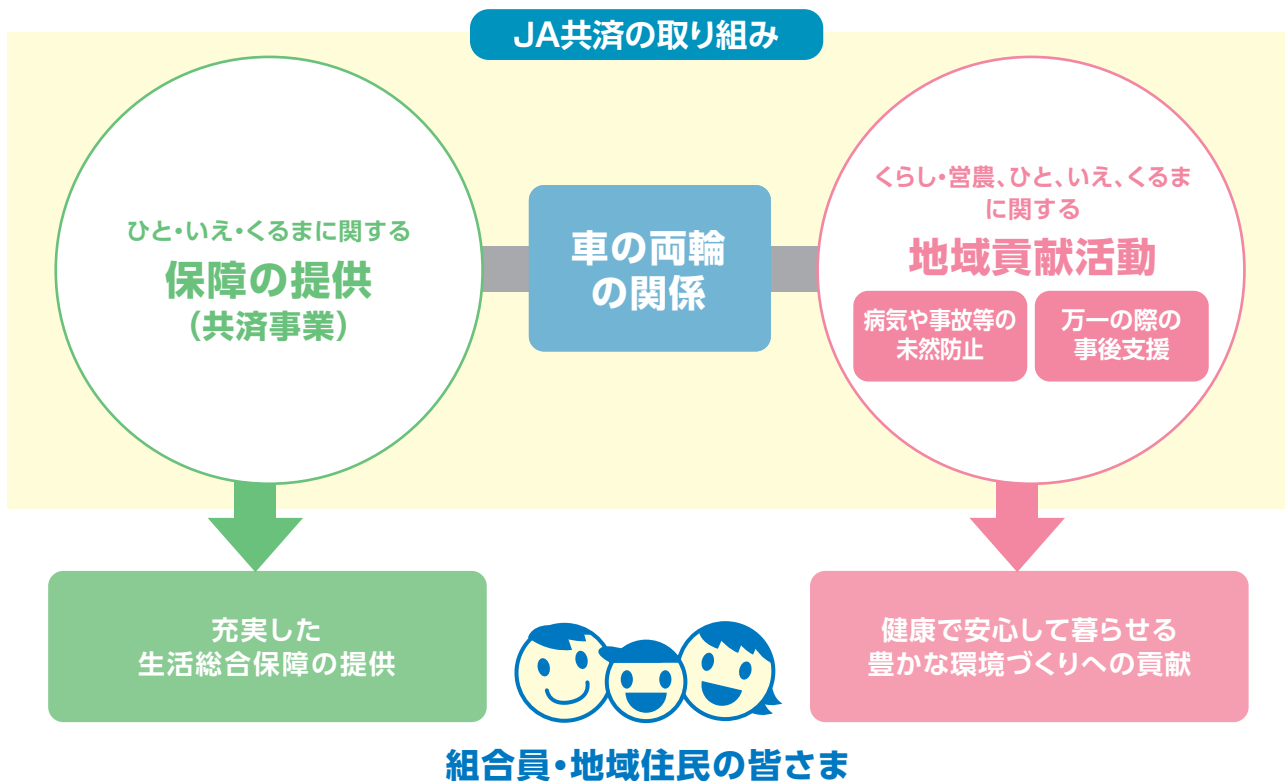 JA共済の取り組み
ひと・いえ・くるまに関する
保障の提供
(共済事業)
車の両輪
の関係
くらし・営農、ひと、いえ、くるま
に関する
地域貢献活動
病気や事故等の
未然防止
万一の際の
事後支援
充実した
生活総合保障の提供
健康で安心して暮らせる
豊かな環境づくりへの貢献
組合員・地域住民の皆さま